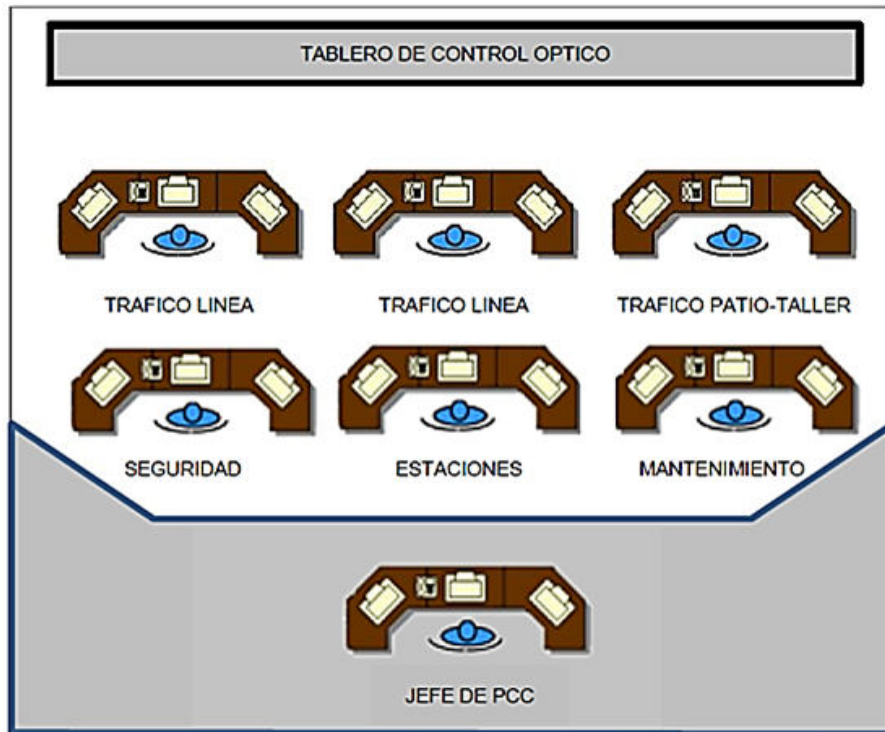 TABLERO DE CONTROL OPTICO
TRAFICO LINEA
TRAFICO LINEA
TRAFICO PATIO-TALLER
SEGURIDAD
ESTACIONES
MANTENIMIENTO
JEFE DE PCC